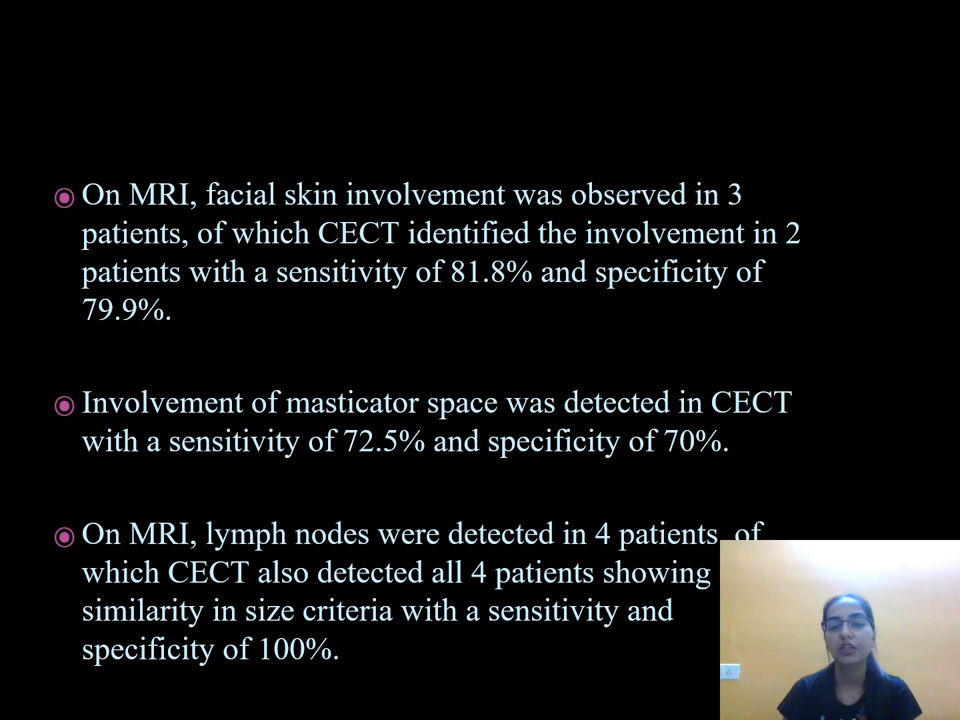 On MRI, facial skin involvement was observed in 3
patients, of which CECT identified the involvement in 2
patients with a sensitivity of 81.8% and specificity of
79.9%.
Involvement of masticator space was detected in CECT
with a sensitivity of 72.5% and specificity of 70%.
On MRI, lymph nodes were detected in 4 patients, of
which CECT also detected all 4 patients showing
similarity in size criteria with a sensitivity and
specificity of 100%.